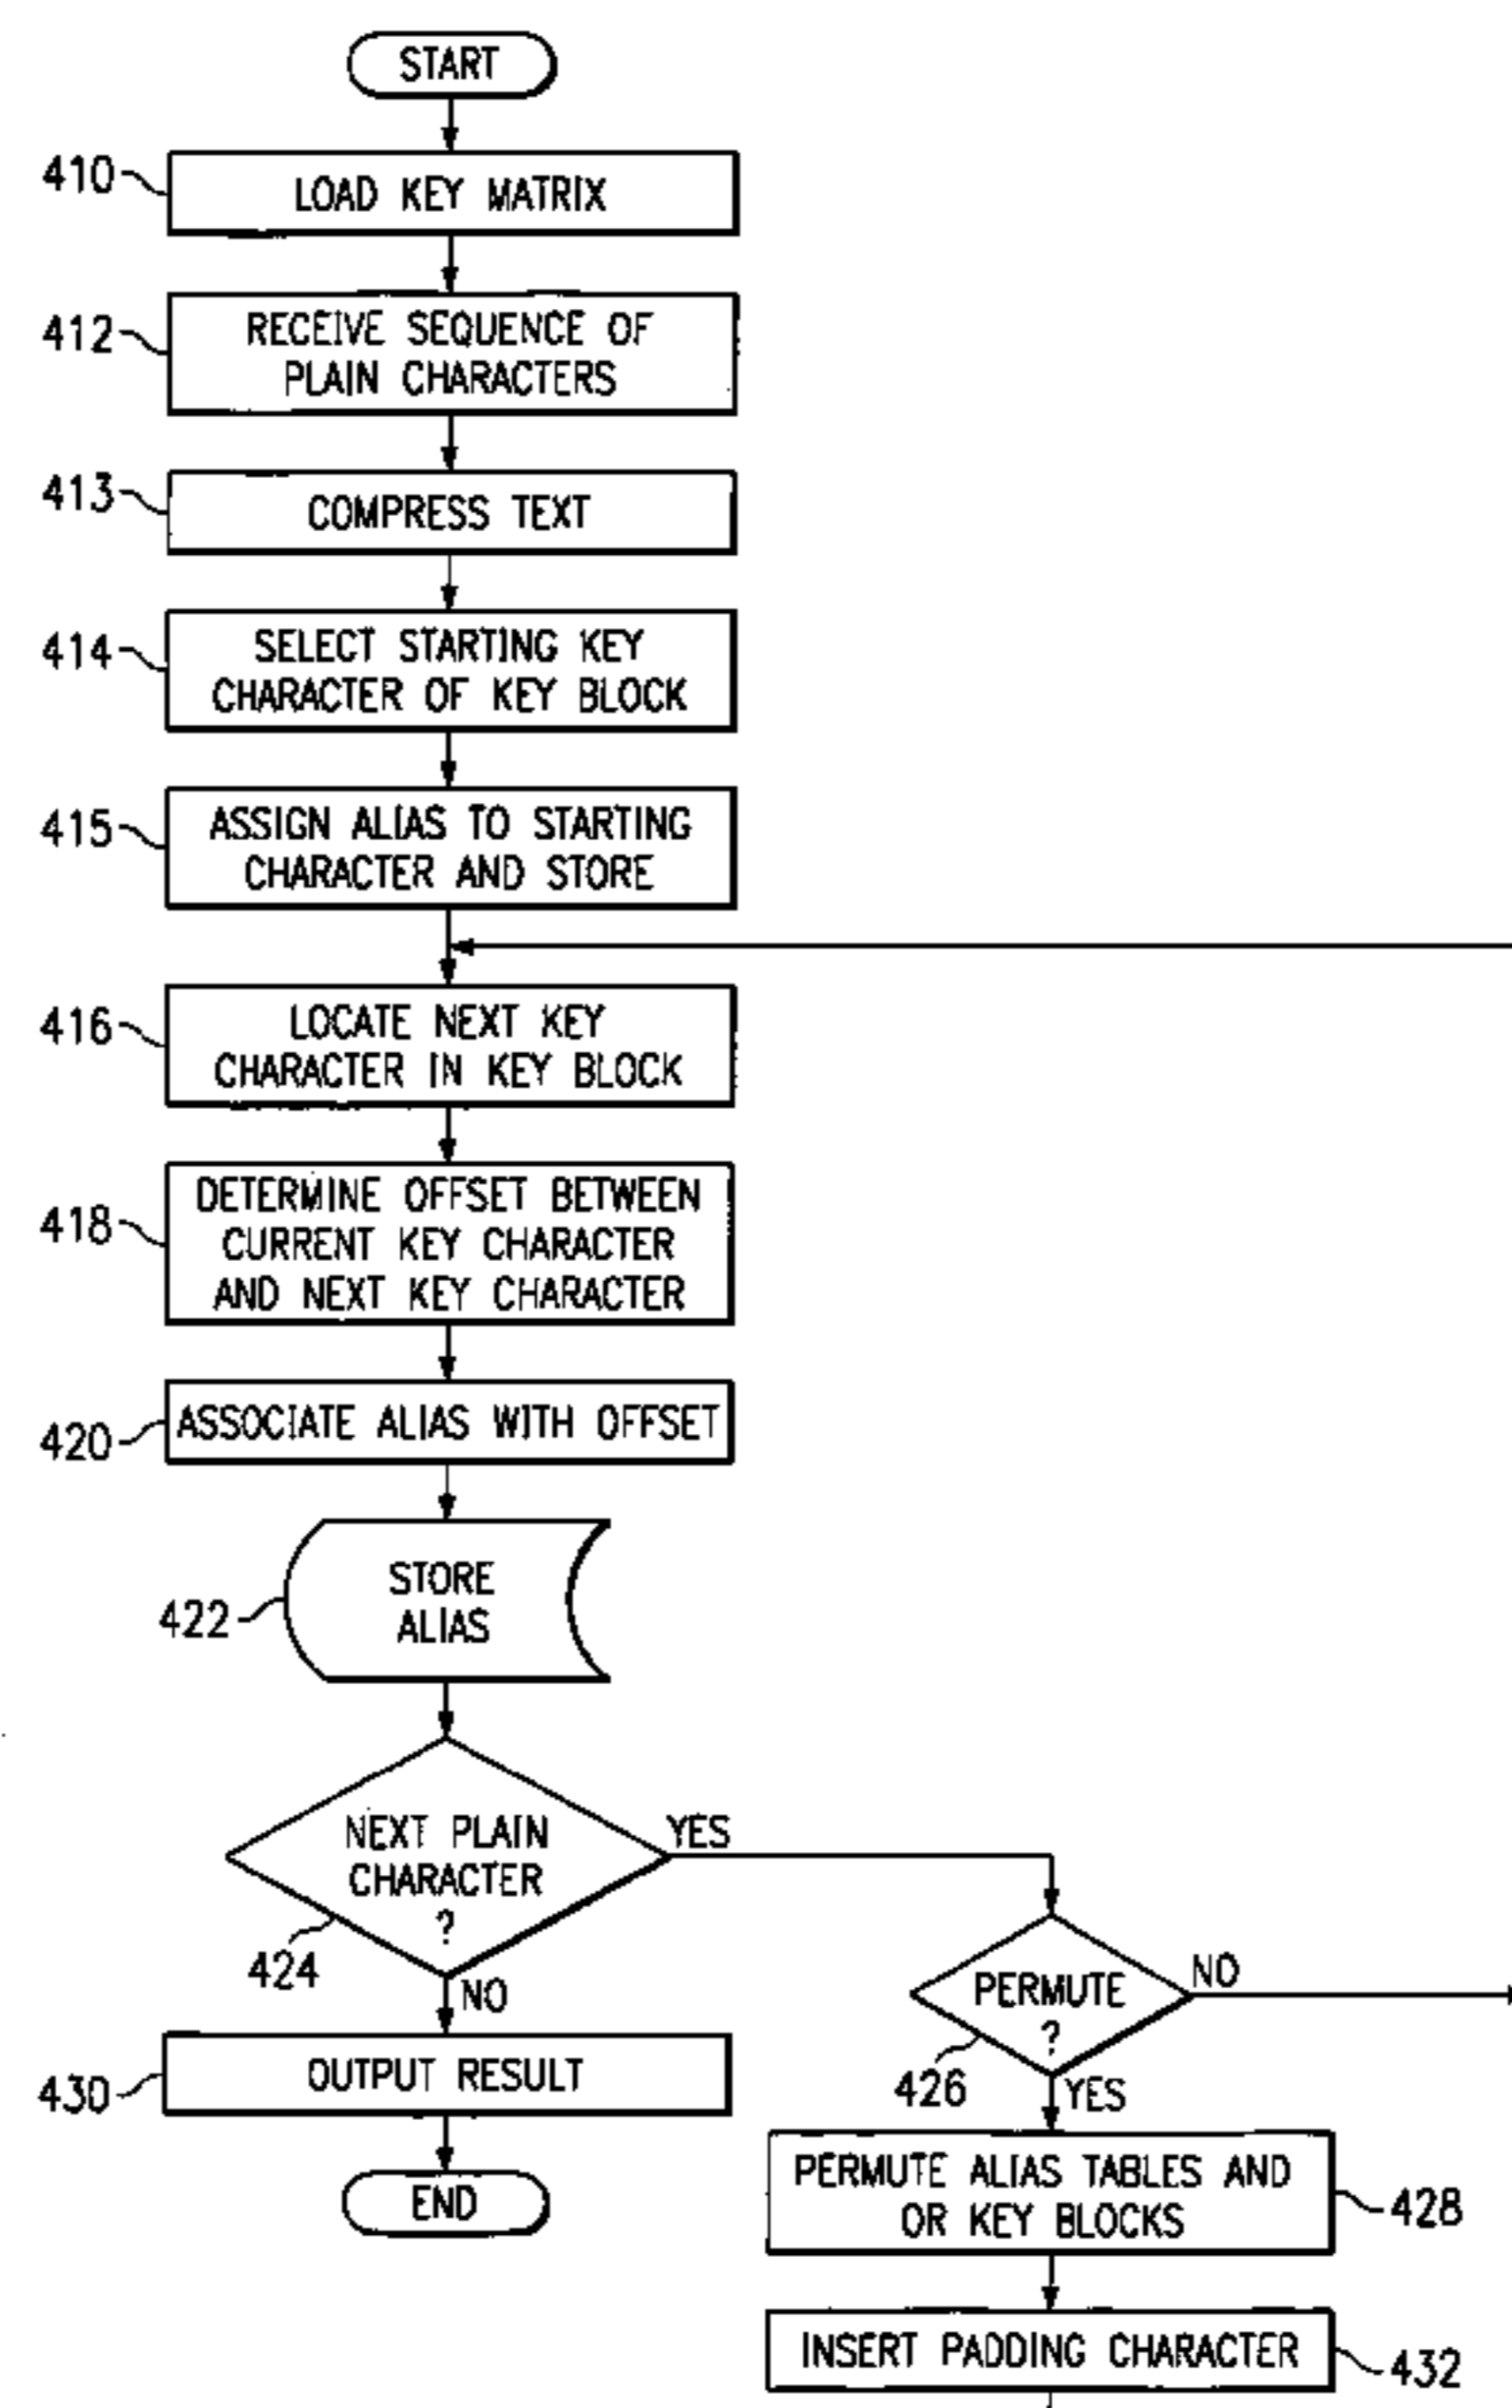 START
410
LOAD KEY MATRIX
412
RECEIVE SEQUENCE OF
PLAIN CHARACTERS
413
COMPRESS TEXT
414
SELECT STARTING KEY
CHARACTER OF KEY BLOCK
415
ASSIGN ALIAS TO STARTING
CHARACTER AND STORE
416
LOCATE NEXT KEY
CHARACTER IN KEY BLOCK
418
DETERMINE OFFSET BETWEEN
CURRENT KEY CHARACTER
AND NEXT KEY CHARACTER
420
ASSOCIATE ALIAS WITH OFFSET
422
STORE
ALIAS
NEXT PLAIN
CHARACTER
?
424
YES
NO
PERMUTE
?
426
NO
YES
430
OUTPUT RESULT
END
PERMUTE ALIAS TABLES AND
OR KEY BLOCKS
428
INSERT PADDING CHARACTER
432